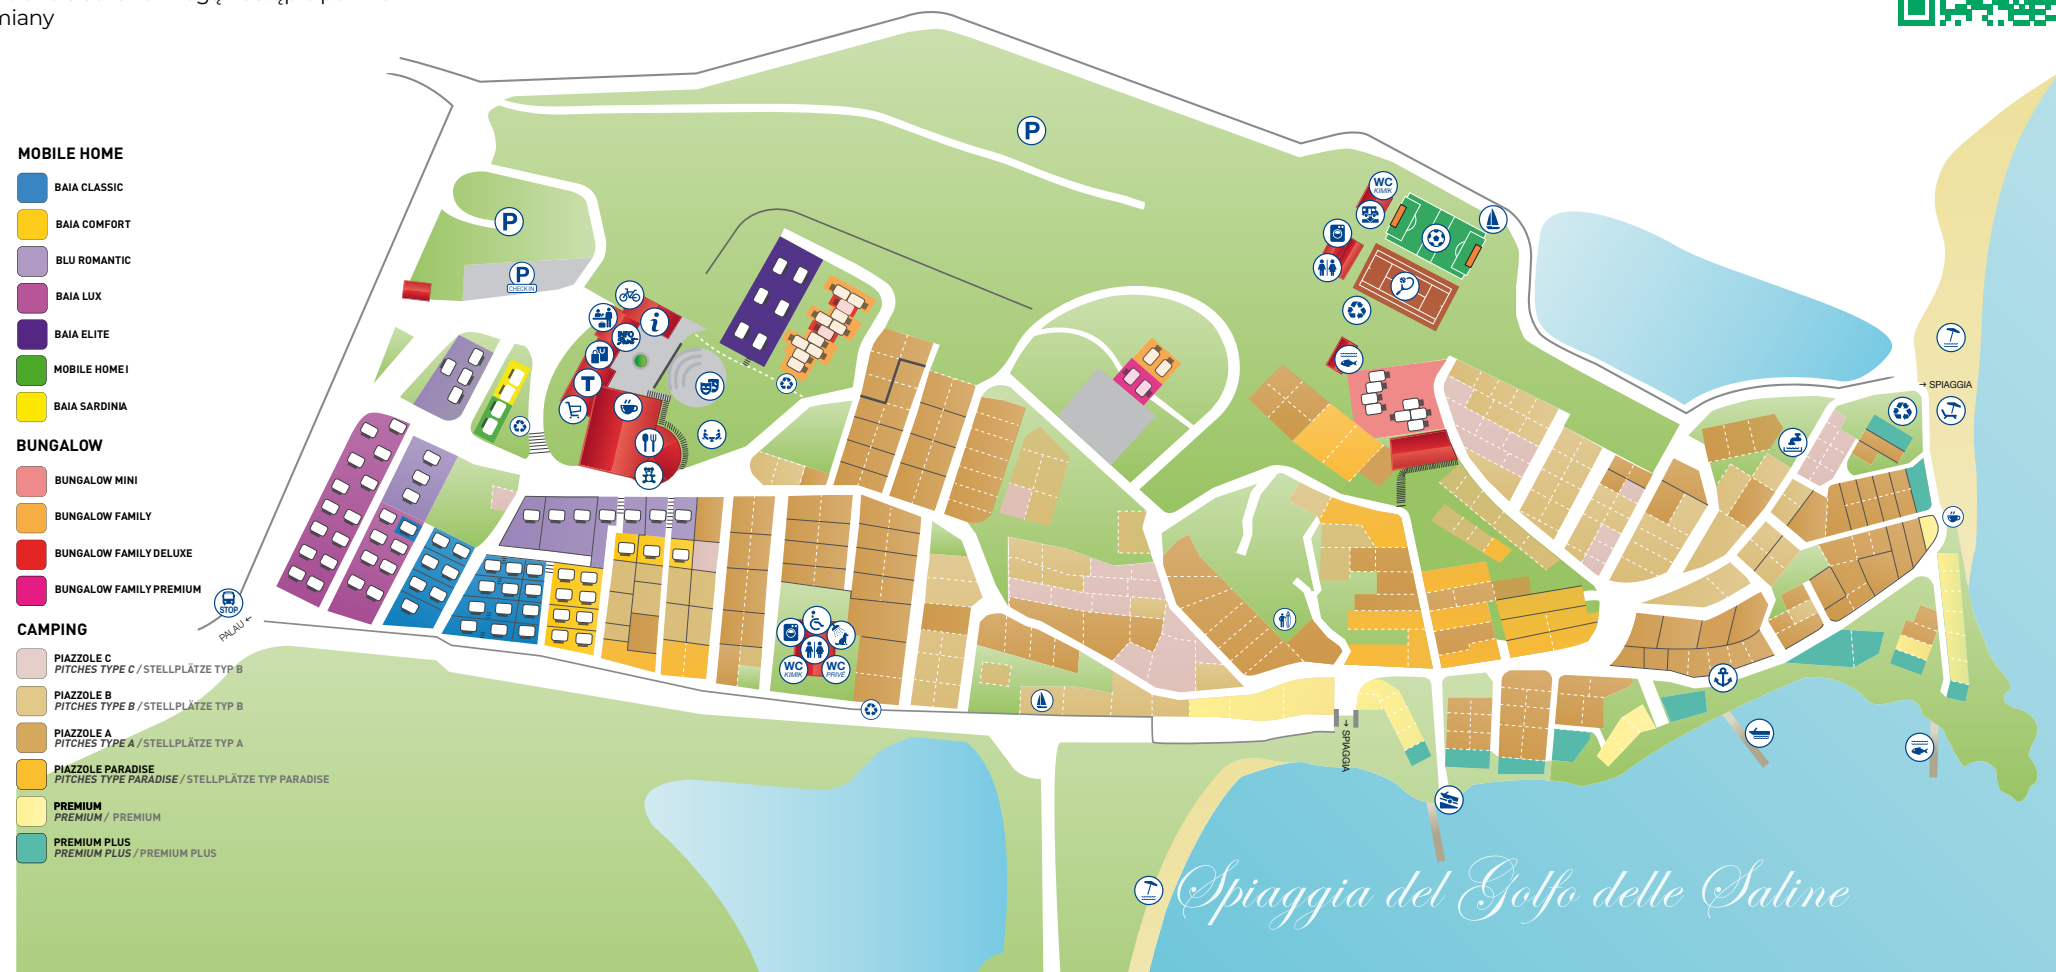 miany
MOBILE HOME
BAIA CLASSIC
BAIA COMFORT
BLU ROMANTIC
BAIA LUX
BAIA ELITE
MOBILE HOME I
BAIA SARDINIA
BUNGALOW
BUNGALOW MINI
BUNGALOW FAMILY
BUNGALOW FAMILY DELUXE
BUNGALOW FAMILY PREMIUM
CAMPING
PIAZZOLE C
PITCHES TYPE C / STELLPLÄTZE TYP B
PIAZZOLE B
PITCHES TYPE B / STELLPLÄTZE TYP B
PIAZZOLE A
PITCHES TYPE A / STELLPLÄTZE TYP A
PIAZZOLE PARADISE
PITCHES TYPE PARADISE / STELLPLÄTZE TYP PARADISE
PREMIUM
PREMIUM / PREMIUM
PREMIUM PLUS
PREMIUM PLUS / PREMIUM PLUS
STOP
PALAU ←
P
P
P
CHECK IN
i
INFO
T
WC
KIMIK
WC
KIMIK
WC
PRIVÉ
→ SPIAGGIA
→ SPIAGGIA
Spiaggia del Golfo delle Saline